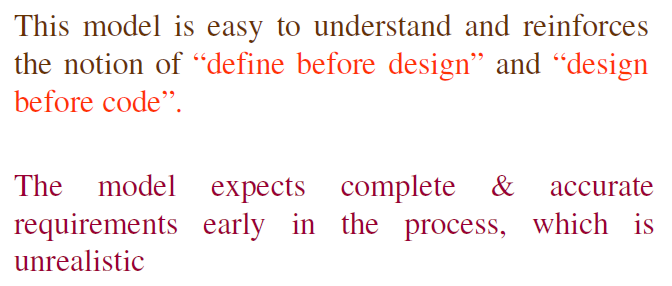 This model is easy to understand and reinforces
the notion of “define before design” and “design
before code”.
The model expects complete & accurate
requirements early in the process, which is
unrealistic